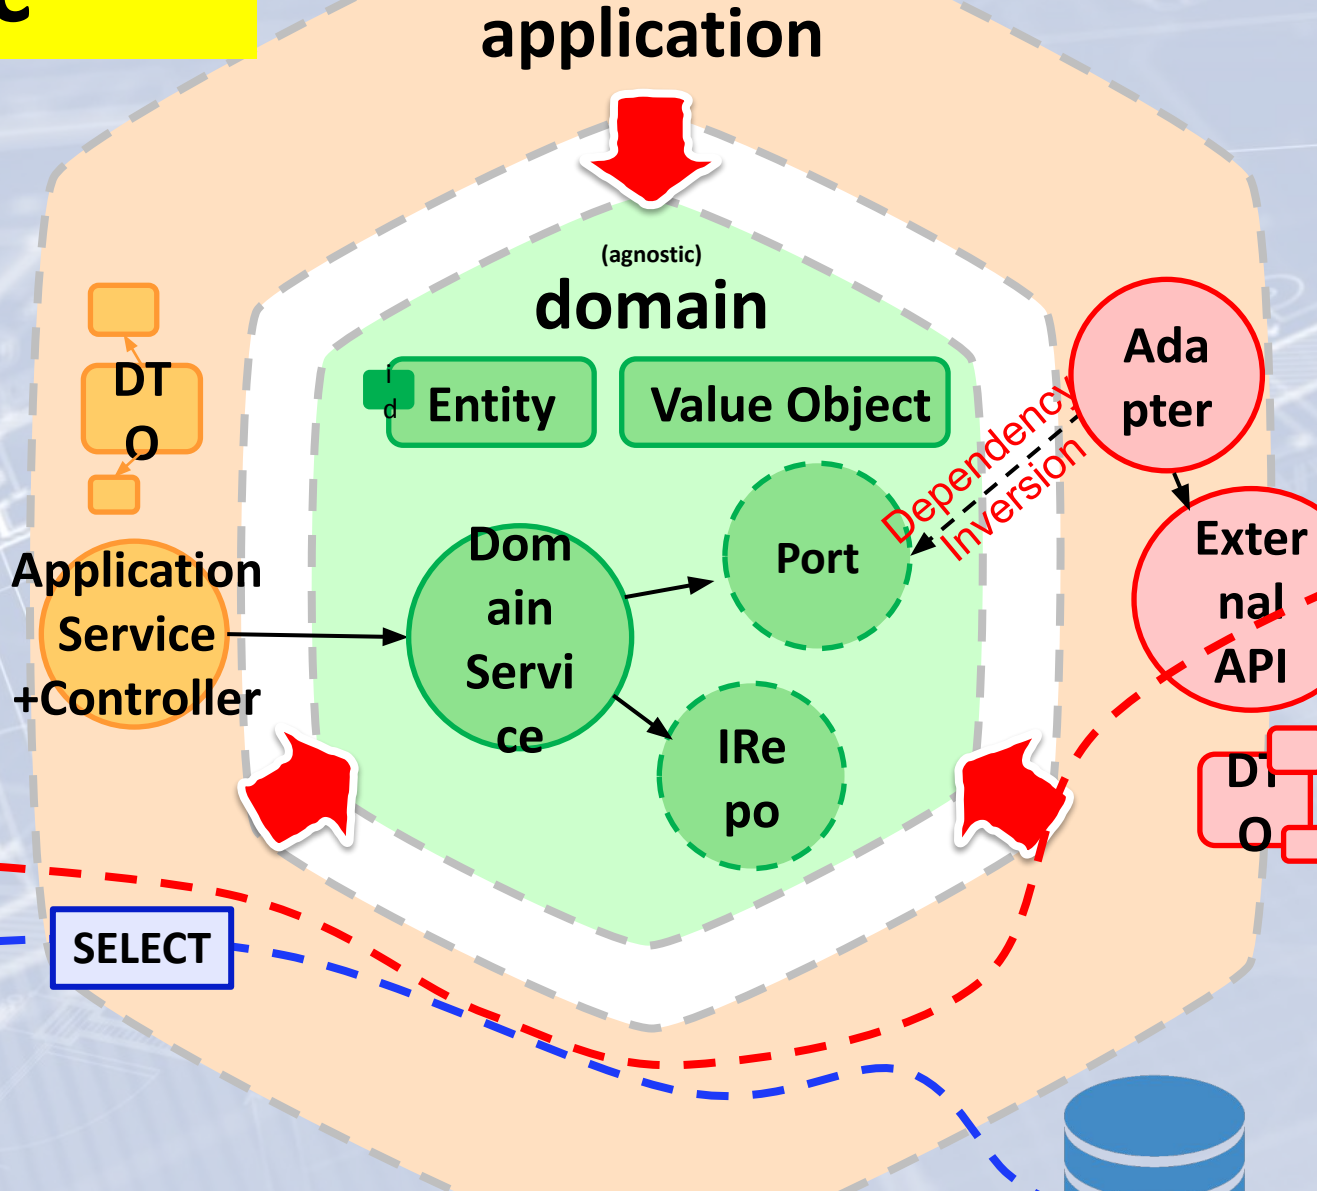 application
(agnostic)
domain
i
d
Entity
Value Object
DT
O
Ada
pter
Dependency
Inversion
Port
Exter
nal
API
Application
Service
+Controller
Dom
ain
Servi
ce
IRe
po
DT
O
SELECT